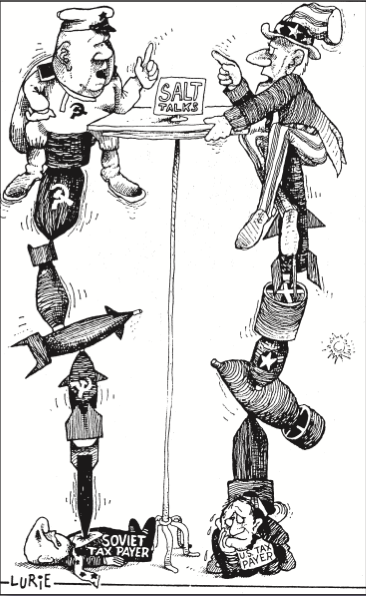 SALT
TALKS
SOVIET
TAX PAYER
U.S. TAX
PAYER
LURIE